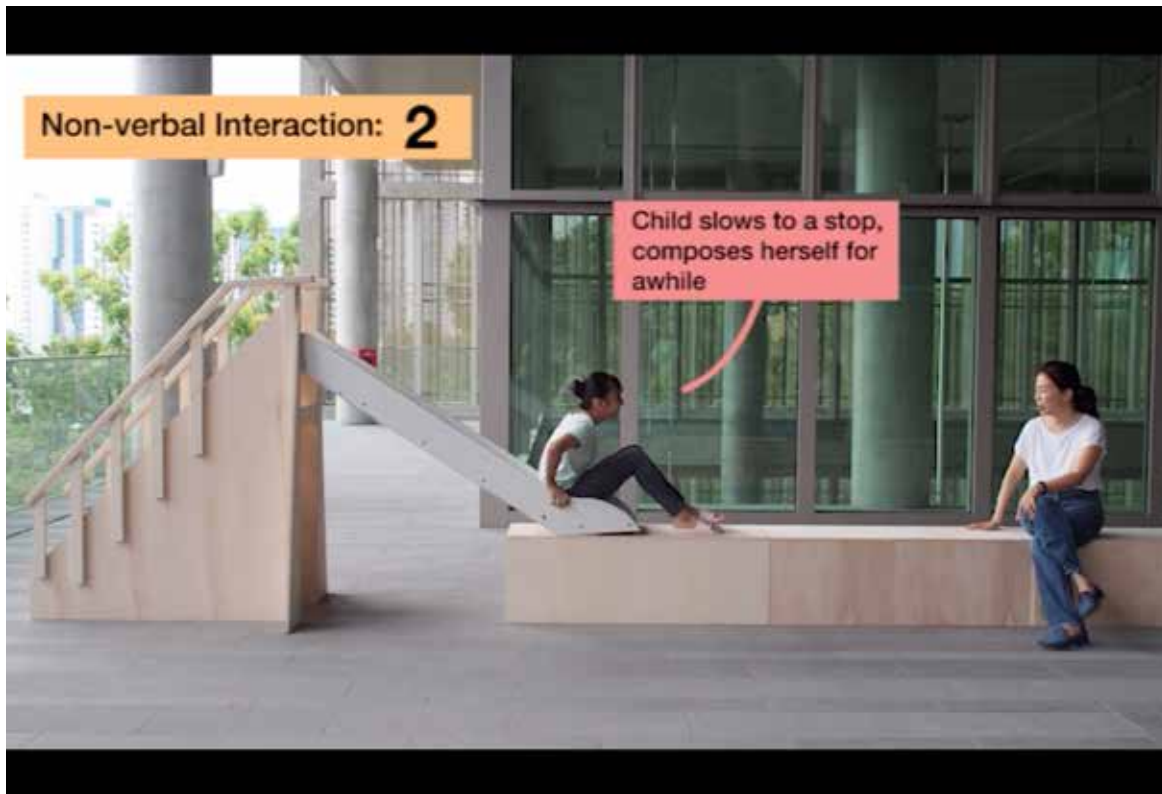 Non-verbal Interaction: 2
Child slows to a stop,
composes herself for
awhile